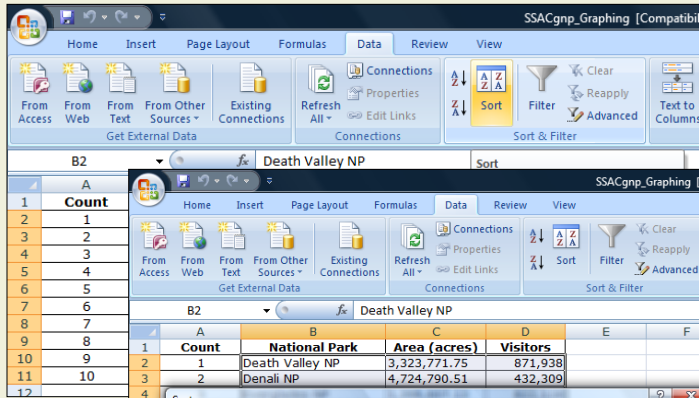 SSACgnp_Graphing [Compatibil
Home Insert Page Layout Formulas Data Review View
From Access
From Web
From Text
From Other Sources
Existing Connections
Refresh All
Connections
Properties
Edit Links
Sort
Filter
Clear
Reapply
Advanced
Text to Columns
Get External Data
Connections
Sort & Filter
B2 fx Death Valley NP
Sort
A
1 Count
2 1
3 2
4 3
5 4
6 5
7 6
8 7
9 8
10 9
11 10
12
SSACgnp_Graphing [
Home Insert Page Layout Formulas Data Review View
From Access
From Web
From Text
From Other Sources
Existing Connections
Refresh All
Connections
Properties
Edit Links
Sort
Filter
Clear
Reapply
Advanced
Get External Data
Connections
Sort & Filter
B2 fx Death Valley NP
A B C D E F
1 Count National Park Area (acres) Visitors
2 1 Death Valley NP 3,323,771.75 871,938
3 2 Denali NP 4,724,790.51 432,309
4